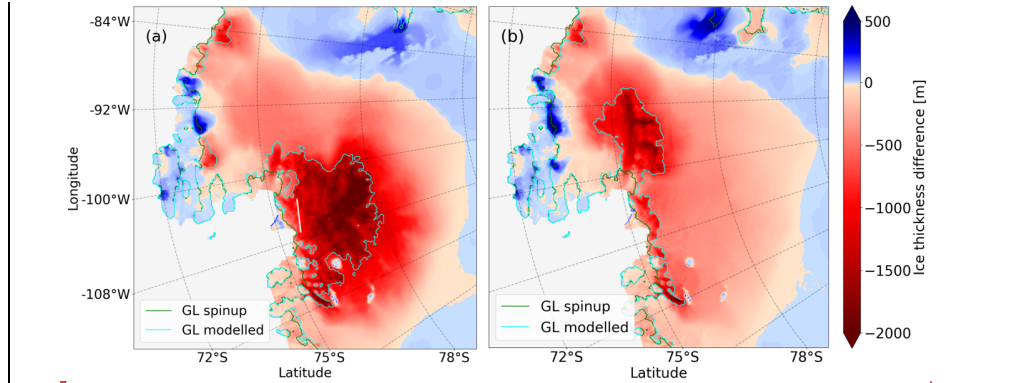 (a)
(b)
-84°W
-92°W
-100°W
-108°W
Longitude
GL spinup
GL modelled
GL spinup
GL modelled
72°S 75°S 78°S
72°S 75°S 78°S
Latitude
Latitude
500
0
−500
−1000
−1500
−2000
Ice thickness difference [m]